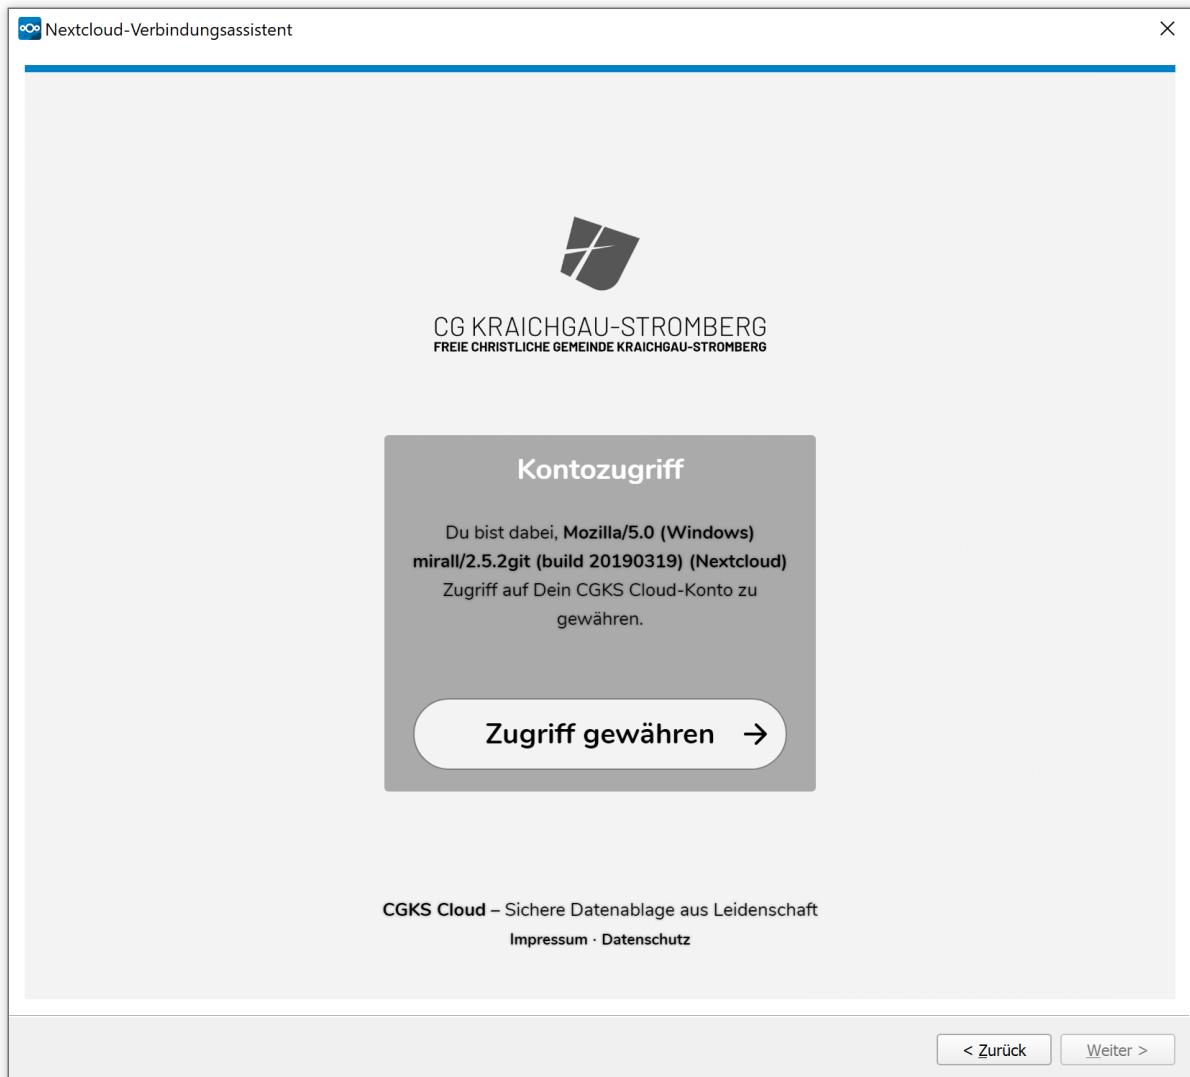 Nextcloud-Verbindungsassistent
CG KRAICHGAU-STROMBERG
FREIE CHRISTLICHE GEMEINDE KRAICHGAU-STROMBERG
Kontozugriff
Du bist dabei, Mozilla/5.0 (Windows)
mirall/2.5.2git (build 20190319) (Nextcloud)
Zugriff auf Dein CGKS Cloud-Konto zu
gewähren.
Zugriff gewähren →
CGKS Cloud – Sichere Datenablage aus Leidenschaft
Impressum · Datenschutz
< Zurück
Weiter >